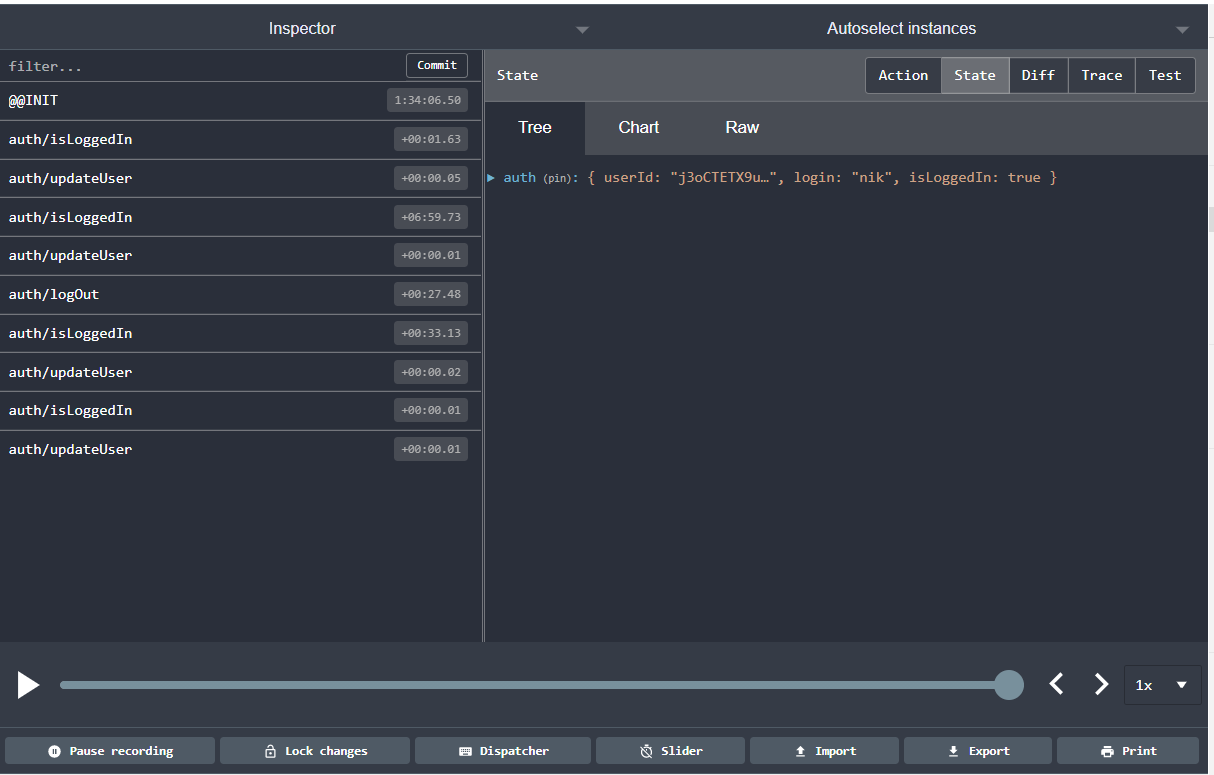 Inspector
Autoselect instances
filter...
Commit
State
Action
State
Diff
Trace
Test
@@INIT
1:34:06.50
auth/isLoggedIn
+00:01.63
auth/updateUser
+00:00.05
auth/isLoggedIn
+06:59.73
auth/updateUser
+00:00.01
auth/logOut
+00:27.48
auth/isLoggedIn
+00:33.13
auth/updateUser
+00:00.02
auth/isLoggedIn
+00:00.01
auth/updateUser
+00:00.01
Tree
Chart
Raw
auth (pin): { userId: "j3oCTETX9u…", login: "nik", isLoggedIn: true }
1x
Pause recording
Lock changes
Dispatcher
Slider
Import
Export
Print